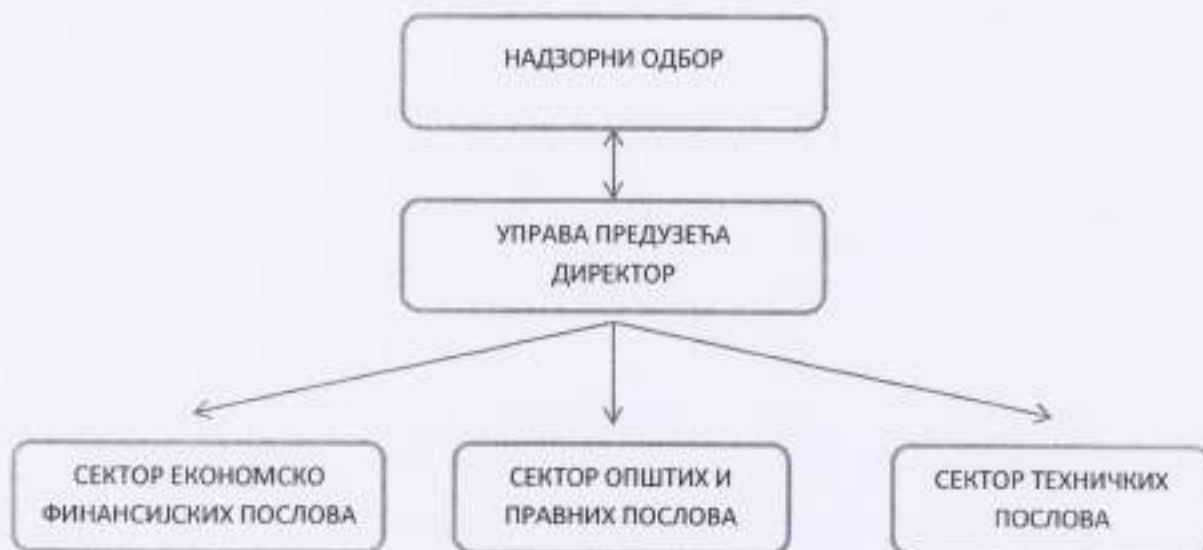 НАДЗОРНИ ОДБОР
УПРАВА ПРЕДУЗЕЋА
ДИРЕКТОР
СЕКТОР ЕКОНОМСКО
ФИНАНСИЈСКИХ ПОСЛОВА
СЕКТОР ОПШТИХ И
ПРАВНИХ ПОСЛОВА
СЕКТОР ТЕХНИЧКИХ
ПОСЛОВА